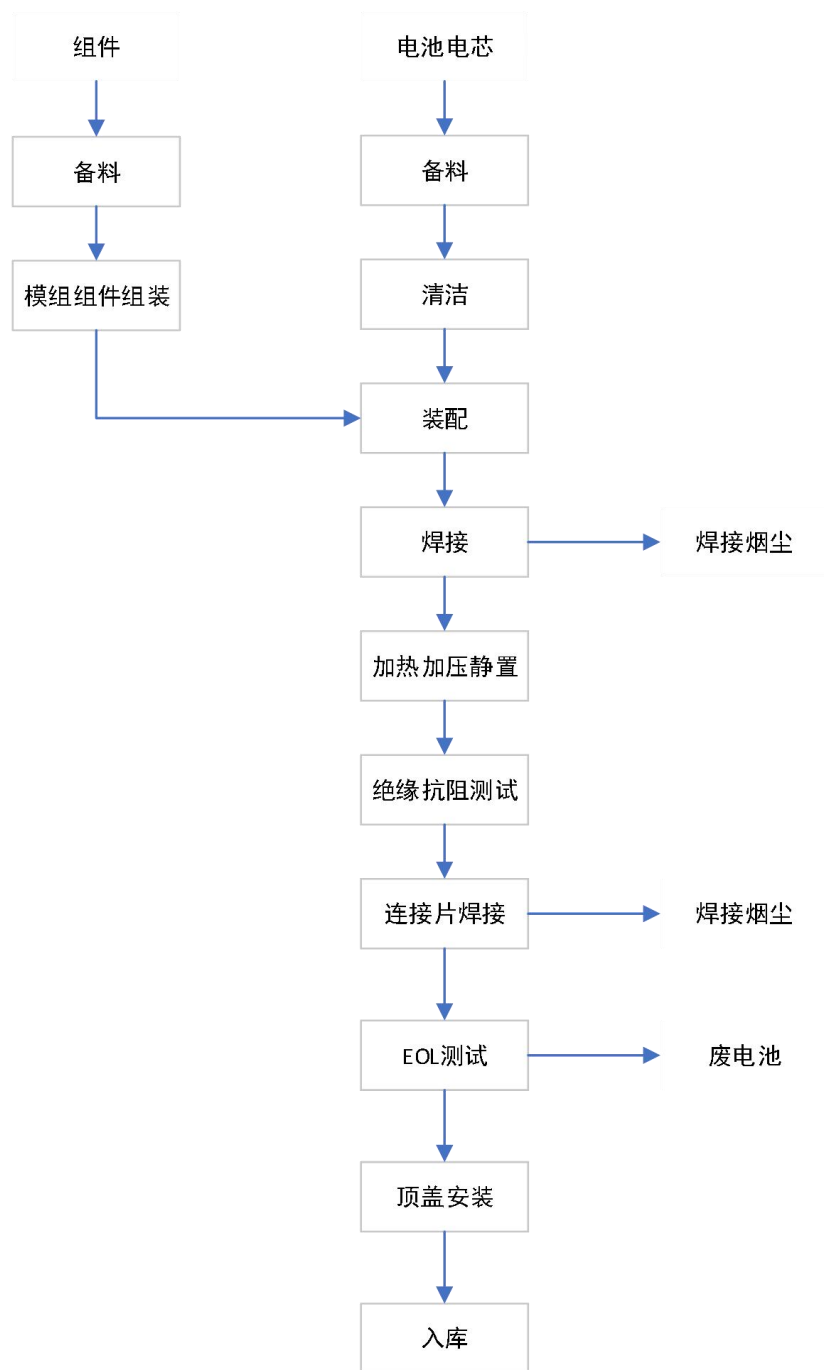 组件
电池电芯
备料
备料
模组组件组装
清洁
装配
焊接
焊接烟尘
加热加压静置
绝缘抗阻测试
连接片焊接
焊接烟尘
EOL测试
废电池
顶盖安装
入库